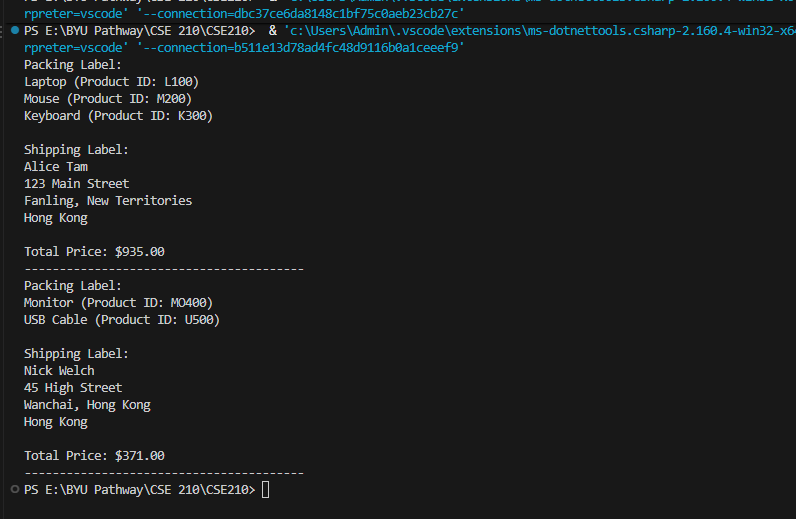 rpreter=vscode' '--connection=dbc37ce6da8148c1bf75c0aeb23cb27c'
PS E:\BYU Pathway\CSE 210\CSE210>  & 'c:\Users\Admin\.vscode\extensions\ms-dotnettools.csharp-2.160.4-win32-x6
rpreter=vscode' '--connection=b511e13d78ad4fc48d9116b0a1ceeef9'
Packing Label:
Laptop (Product ID: L100)
Mouse (Product ID: M200)
Keyboard (Product ID: K300)
Shipping Label:
Alice Tam
123 Main Street
Fanling, New Territories
Hong Kong
Total Price: $935.00
----------------------------------------
Packing Label:
Monitor (Product ID: MO400)
USB Cable (Product ID: U500)
Shipping Label:
Nick Welch
45 High Street
Wanchai, Hong Kong
Hong Kong
Total Price: $371.00
----------------------------------------
PS E:\BYU Pathway\CSE 210\CSE210>